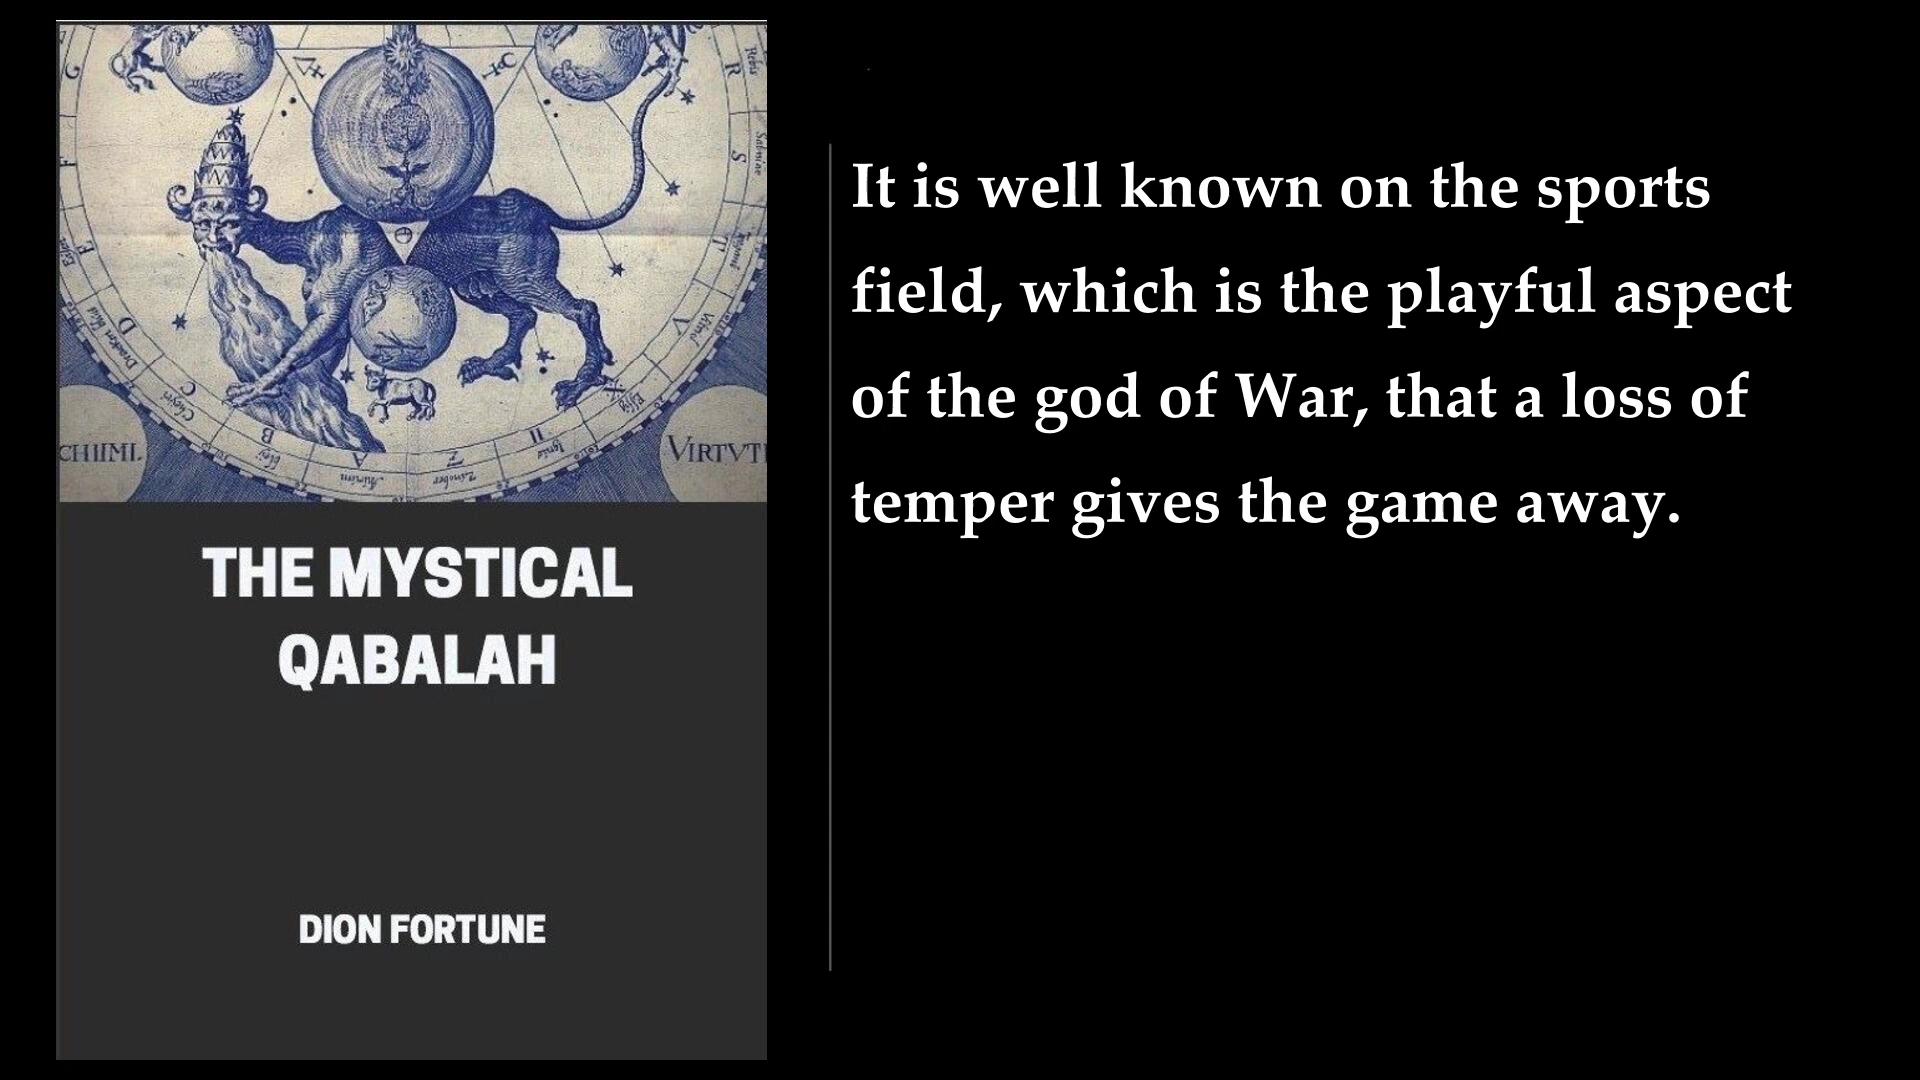 THE MYSTICAL
QABALAH
DION FORTUNE
CHIIMI.
VIRTVT
It is well known on the sports
field, which is the playful aspect
of the god of War, that a loss of
temper gives the game away.